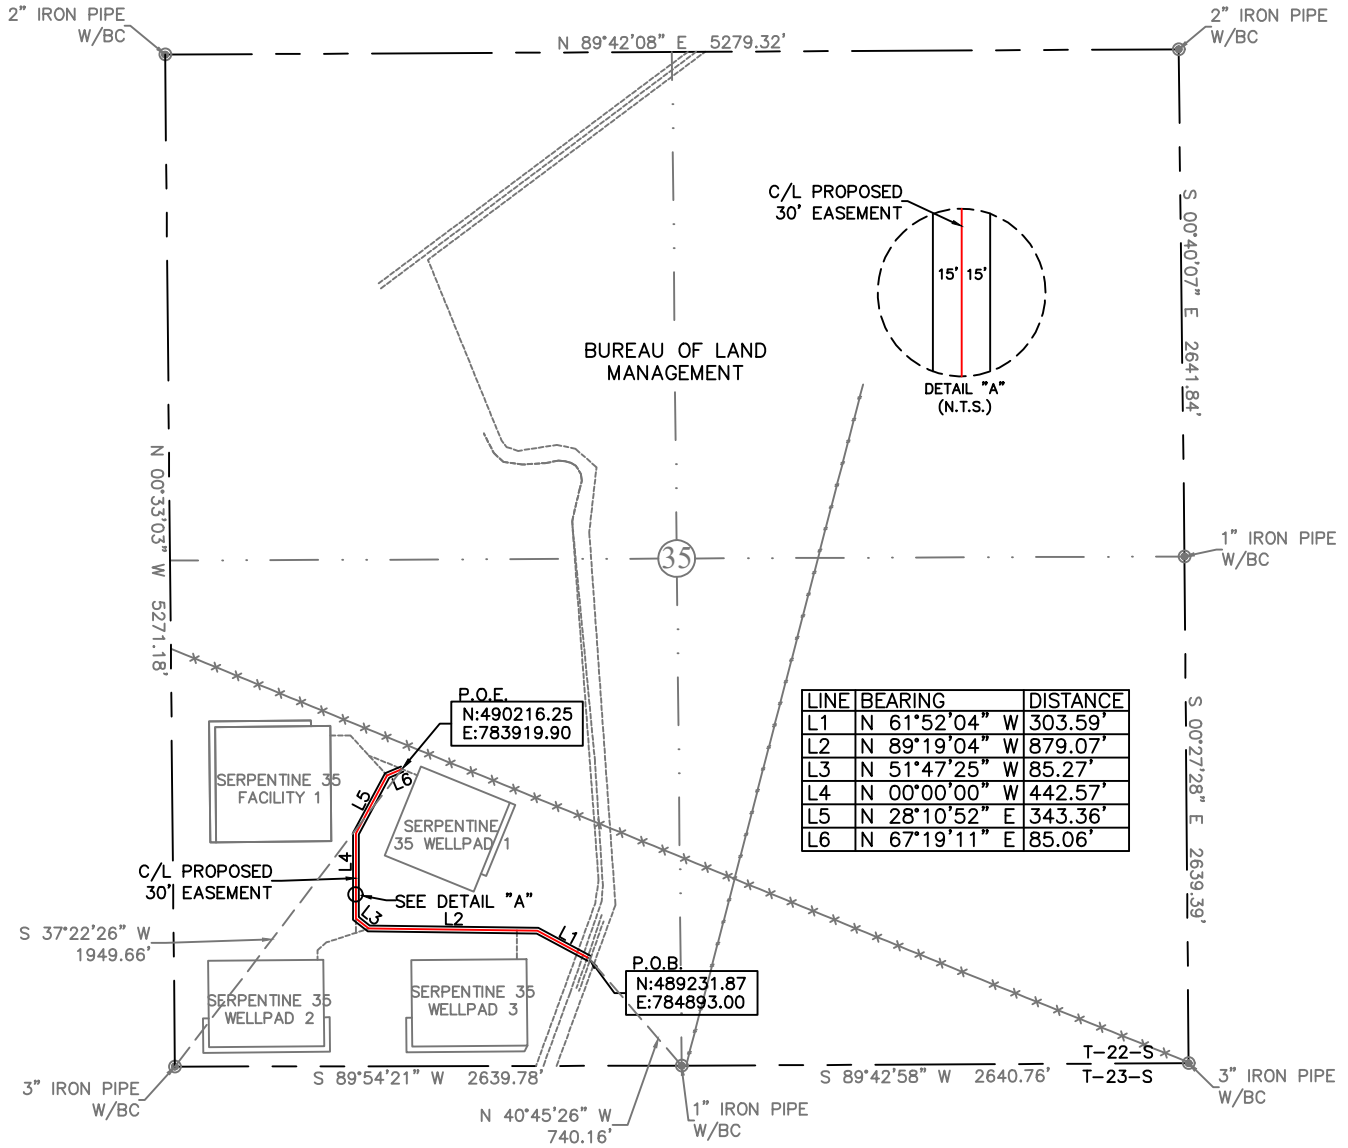 2" IRON PIPE
W/BC
N 89°42'08" E 5279.32'
2" IRON PIPE
W/BC
C/L PROPOSED
30' EASEMENT
15' 15'
DETAIL "A"
(N.T.S.)
S 00°40'07" E 2641.84'
BUREAU OF LAND
MANAGEMENT
N 00°33'03" W 5271.18'
35
1" IRON PIPE
W/BC
P.O.E.
N:490216.25
E:783919.90
LINE BEARING DISTANCE
L1 N 61°52'04" W 303.59'
L2 N 89°19'04" W 879.07'
L3 N 51°47'25" W 85.27'
L4 N 00°00'00" W 442.57'
L5 N 28°10'52" E 343.36'
L6 N 67°19'11" E 85.06'
S 00°27'28" E 2639.39'
SERPENTINE 35
FACILITY 1
L6
L5
SERPENTINE
35 WELLPAD 1
L4
C/L PROPOSED
30' EASEMENT
SEE DETAIL "A"
L3
L2
L1
S 37°22'26" W
1949.66'
P.O.B.
N:489231.87
E:784893.00
SERPENTINE 35
WELLPAD 2
SERPENTINE 35
WELLPAD 3
T-22-S
T-23-S
S 89°54'21" W 2639.78'
S 89°42'58" W 2640.76'
3" IRON PIPE
W/BC
N 40°45'26" W
740.16'
1" IRON PIPE
W/BC
3" IRON PIPE
W/BC